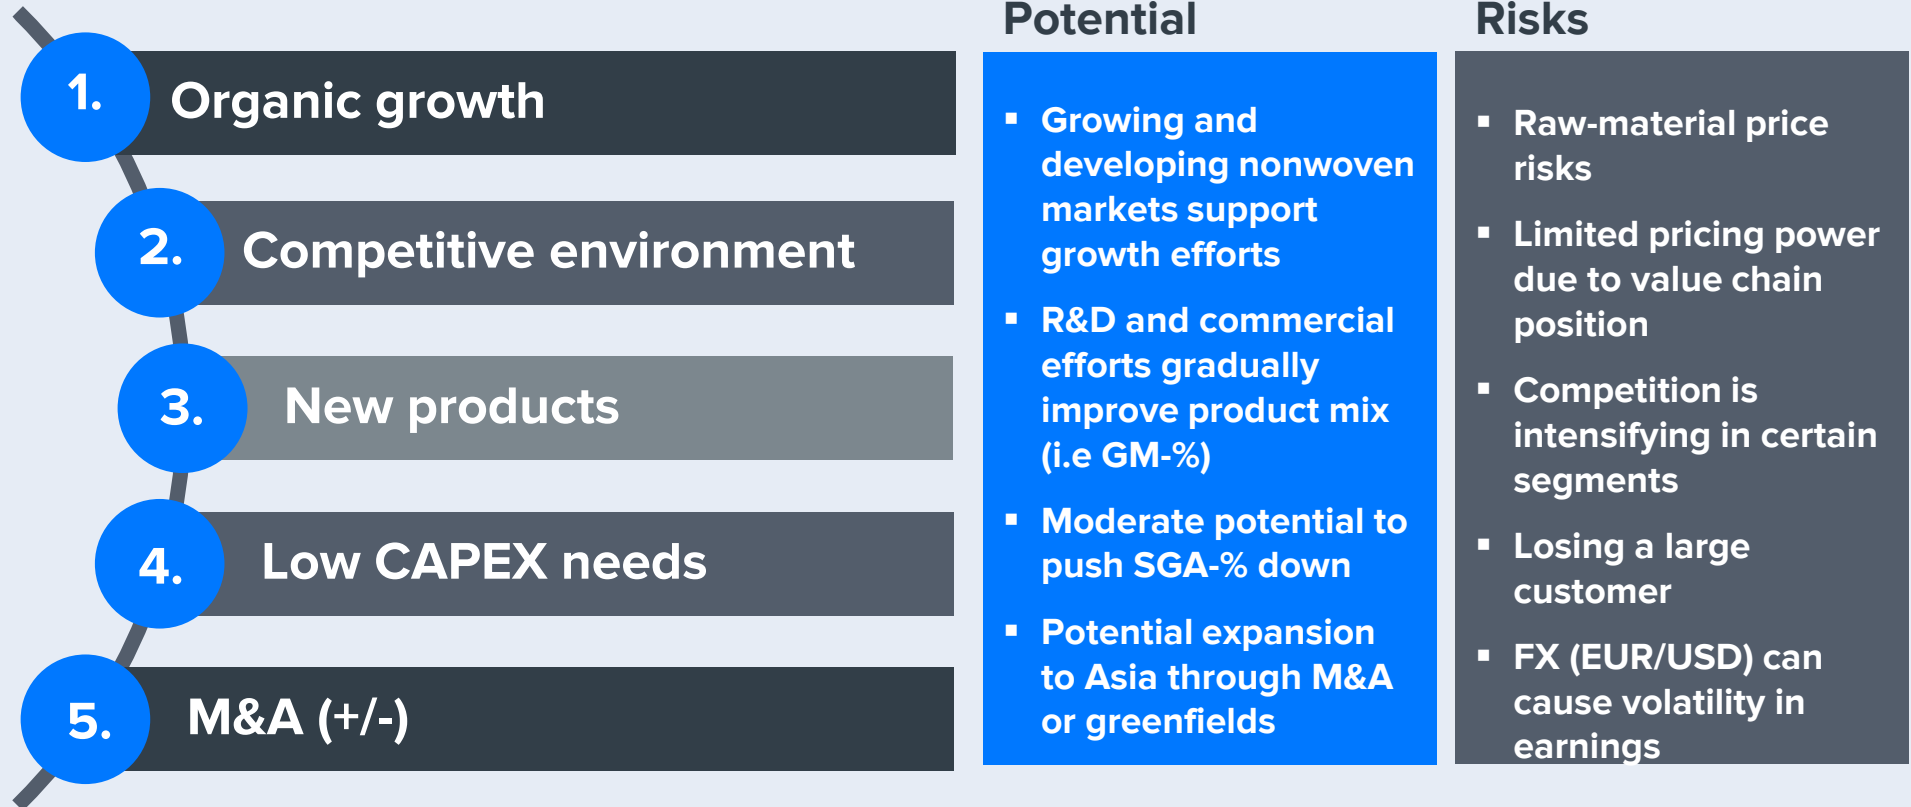 1. Organic growth
2. Competitive environment
3. New products
4. Low CAPEX needs
5. M&A (+/-)
Potential
▪ Growing and
developing nonwoven
markets support
growth efforts
▪ R&D and commercial
efforts gradually
improve product mix
(i.e GM-%)
▪ Moderate potential to
push SGA-% down
▪ Potential expansion
to Asia through M&A
or greenfields
Risks
▪ Raw-material price
risks
▪ Limited pricing power
due to value chain
position
▪ Competition is
intensifying in certain
segments
▪ Losing a large
customer
▪ FX (EUR/USD) can
cause volatility in
earnings